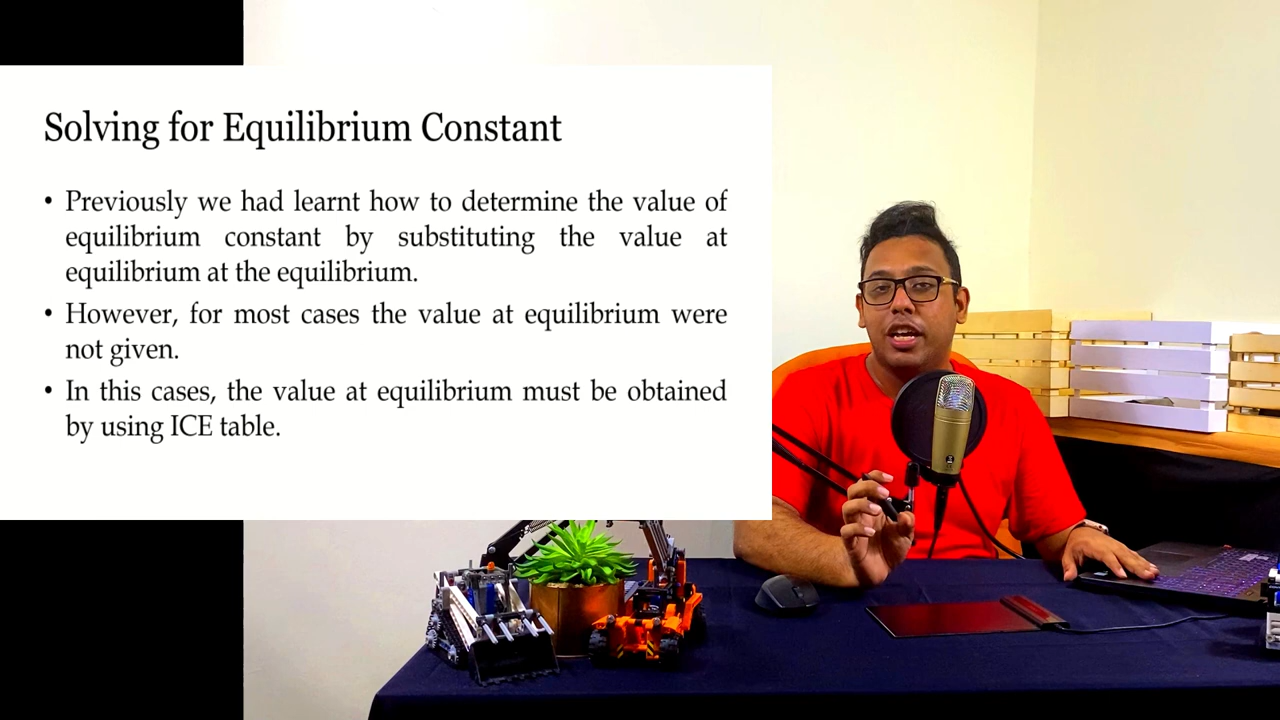 Solving for Equilibrium Constant
• Previously we had learnt how to determine the value of
equilibrium constant by substituting the value at
equilibrium at the equilibrium.
• However, for most cases the value at equilibrium were
not given.
• In this cases, the value at equilibrium must be obtained
by using ICE table.